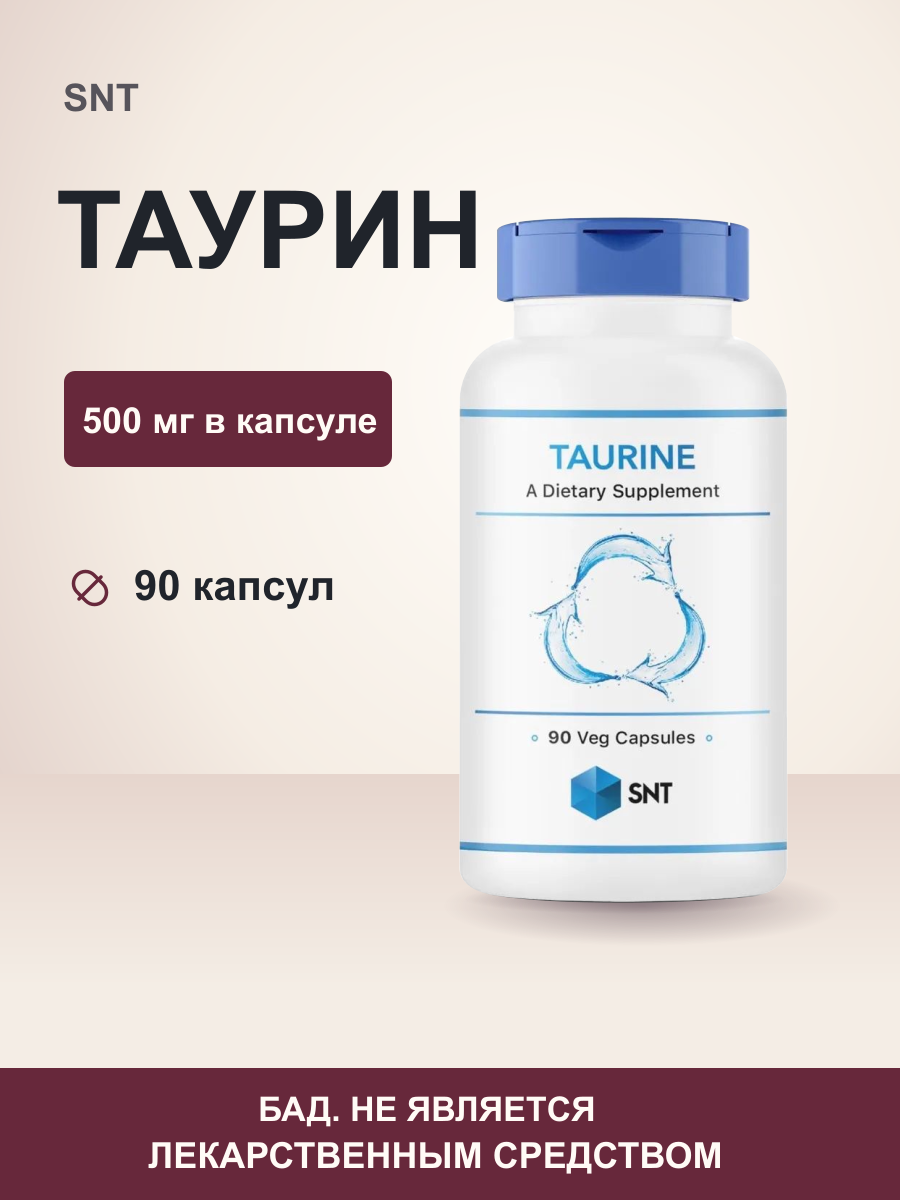 SNT
ТАУРИН
500 мг в капсуле
90 капсул
TAURINE
A Dietary Supplement
90 Veg Capsules
SNT
БАД. НЕ ЯВЛЯЕТСЯ
ЛЕКАРСТВЕННЫМ СРЕДСТВОМ